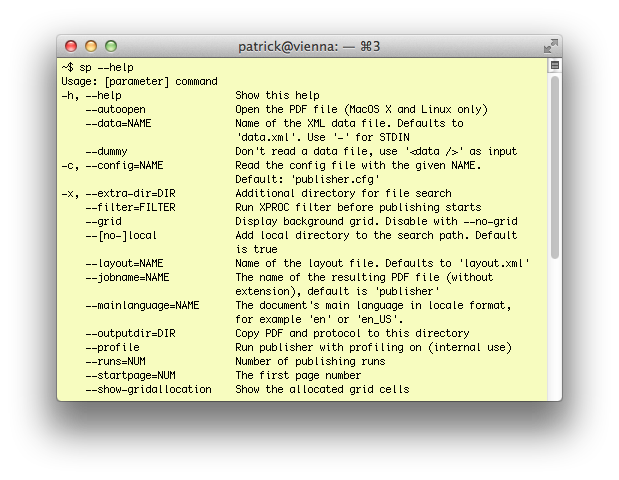 patrick@vienna: — ⌘3
~$ sp --help
Usage: [parameter] command
-h, --help Show this help
--autoopen Open the PDF file (MacOS X and Linux only)
--data=NAME Name of the XML data file. Defaults to
'data.xml'. Use '-' for STDIN
--dummy Don't read a data file, use '<data />' as input
-c, --config=NAME Read the config file with the given NAME.
Default: 'publisher.cfg'
-x, --extra-dir=DIR Additional directory for file search
--filter=FILTER Run XPROC filter before publishing starts
--grid Display background grid. Disable with --no-grid
--[no-]local Add local directory to the search path. Default
is true
--layout=NAME Name of the layout file. Defaults to 'layout.xml'
--jobname=NAME The name of the resulting PDF file (without
extension), default is 'publisher'
--mainlanguage=NAME The document's main language in locale format,
for example 'en' or 'en_US'.
--outputdir=DIR Copy PDF and protocol to this directory
--profile Run publisher with profiling on (internal use)
--runs=NUM Number of publishing runs
--startpage=NUM The first page number
--show-gridallocation Show the allocated grid cells